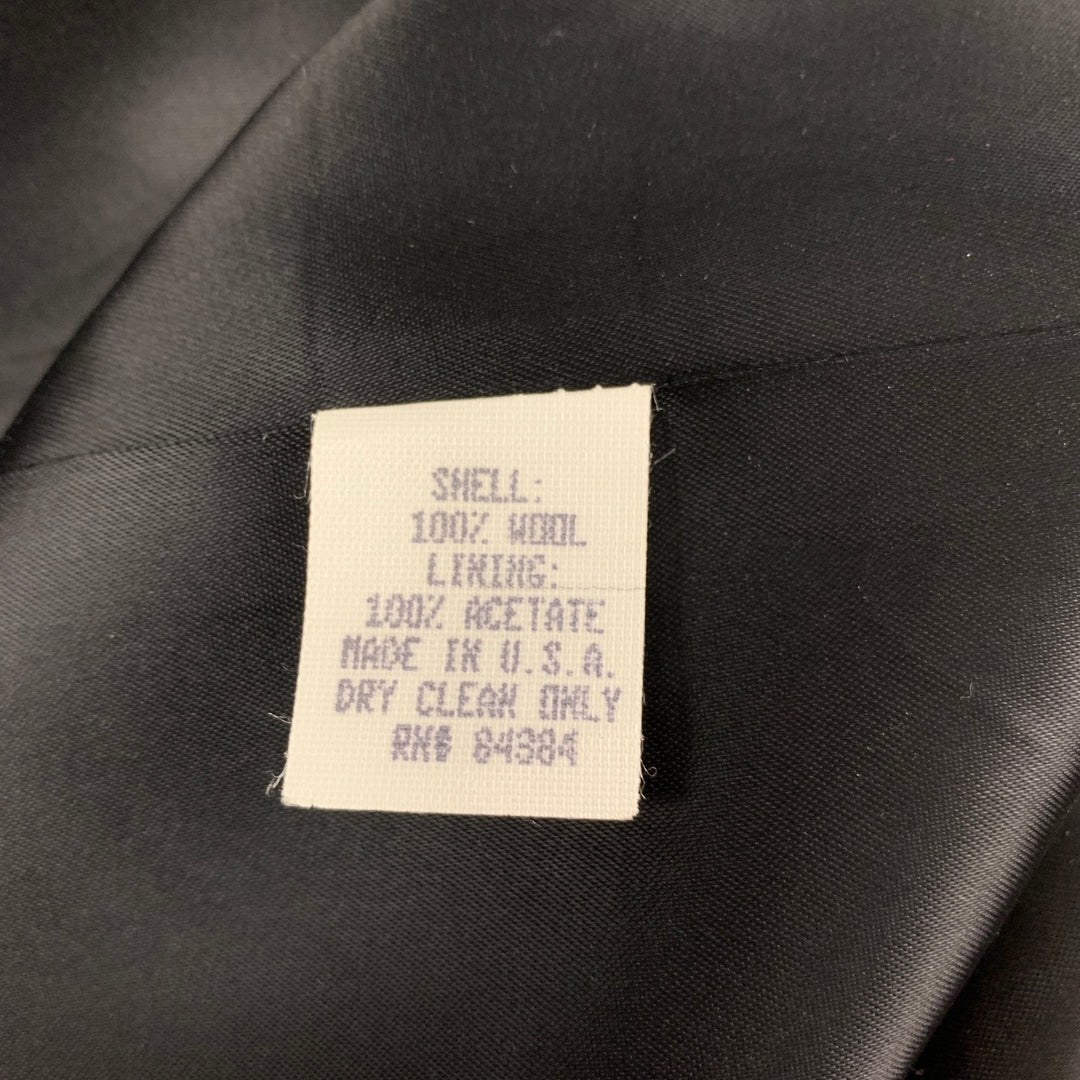 SHELL:
100% WOOL
LINING:
100% ACETATE
MADE IN U.S.A.
DRY CLEAN ONLY
RN# 84384